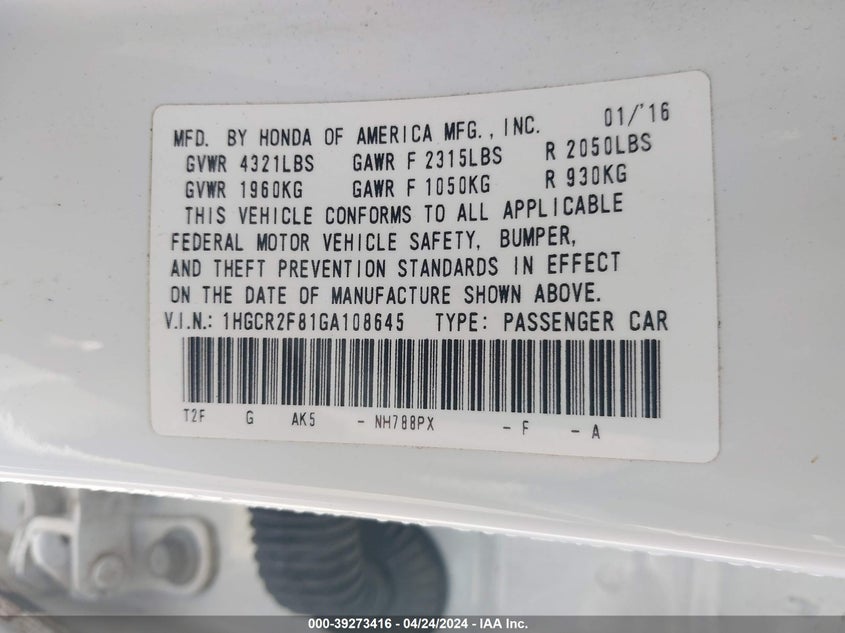 MFD. BY HONDA OF AMERICA MFG., INC. 01/'16
GVWR 4321LBS GAWR F 2315LBS R 2050LBS
GVWR 1960KG GAWR F 1050KG R 930KG
THIS VEHICLE CONFORMS TO ALL APPLICABLE
FEDERAL MOTOR VEHICLE SAFETY, BUMPER,
AND THEFT PREVENTION STANDARDS IN EFFECT
ON THE DATE OF MANUFACTURE SHOWN ABOVE.
V.I.N.: 1HGCR2F81GA108645 TYPE: PASSENGER CAR
T2F G AK5 - NH788PX - F - A
000-39273416 - 04/24/2024 - IAA Inc.